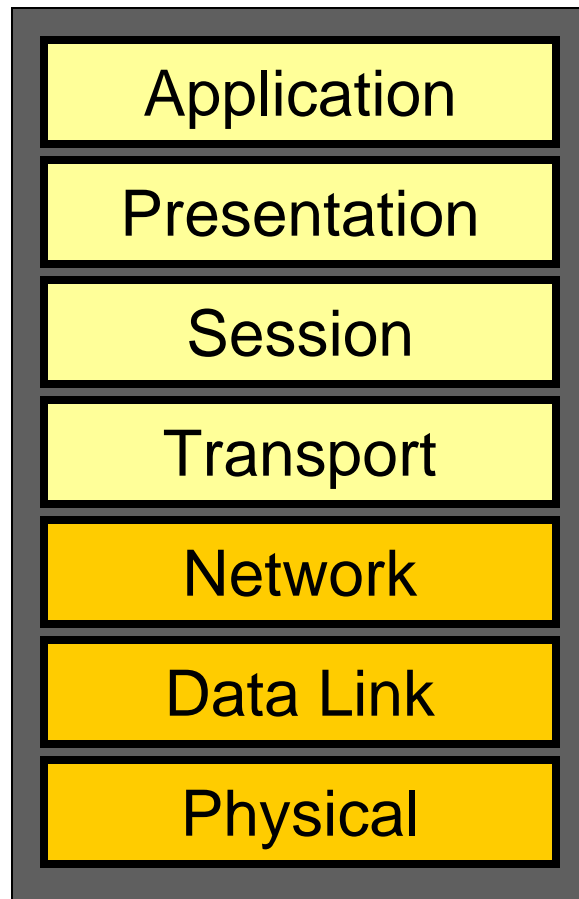 Application
Presentation
Session
Transport
Network
Data Link
Physical